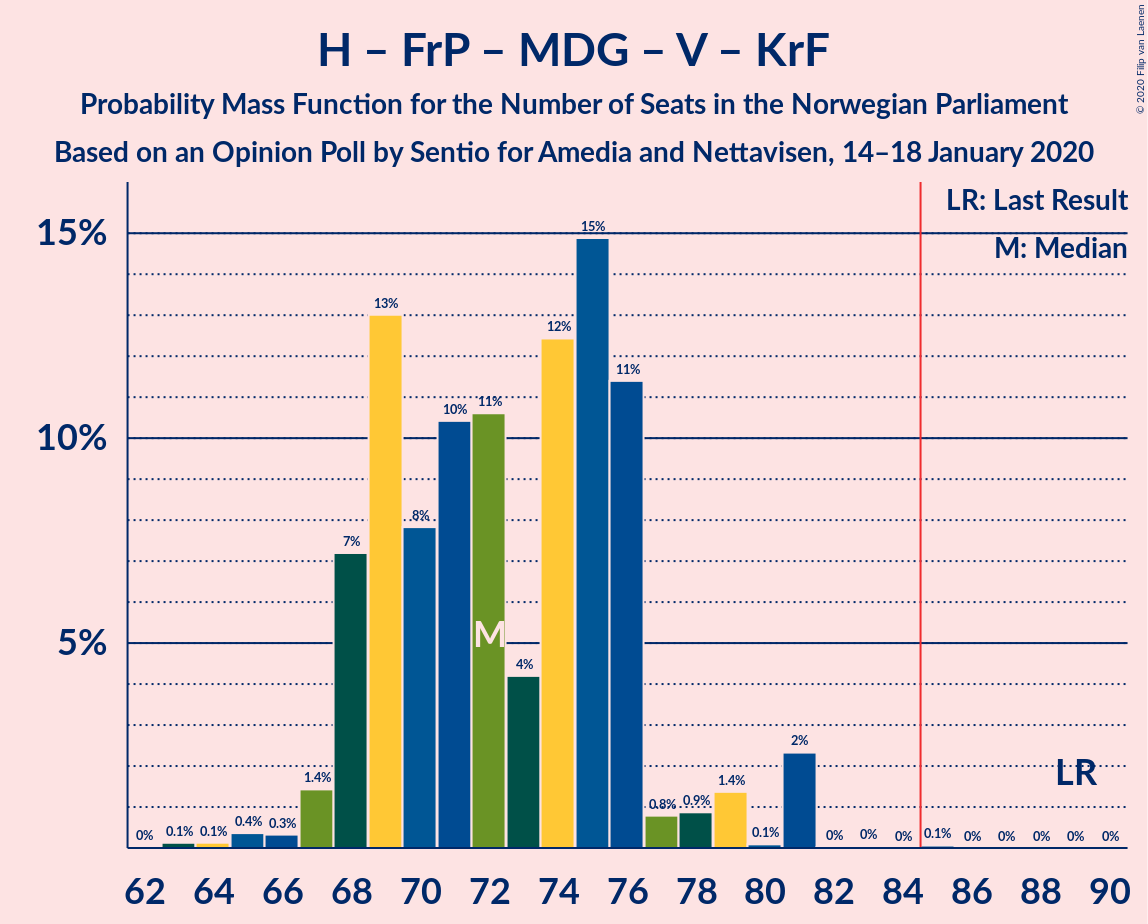 H – FrP – MDG – V – KrF
Probability Mass Function for the Number of Seats in the Norwegian Parliament
Based on an Opinion Poll by Sentio for Amedia and Nettavisen, 14–18 January 2020
© 2020 Filip van Laenen
LR: Last Result
M: Median
15%
10%
5%
0% 0.1% 0.1% 0.4% 0.3% 1.4% 7% 13% 8% 10% 11% 4% 12% 15% 11% 0.8% 0.9% 1.4% 0.1% 2% 0% 0% 0% 0.1% 0% 0% 0% 0% 0%
M
LR
62 64 66 68 70 72 74 76 78 80 82 84 86 88 90